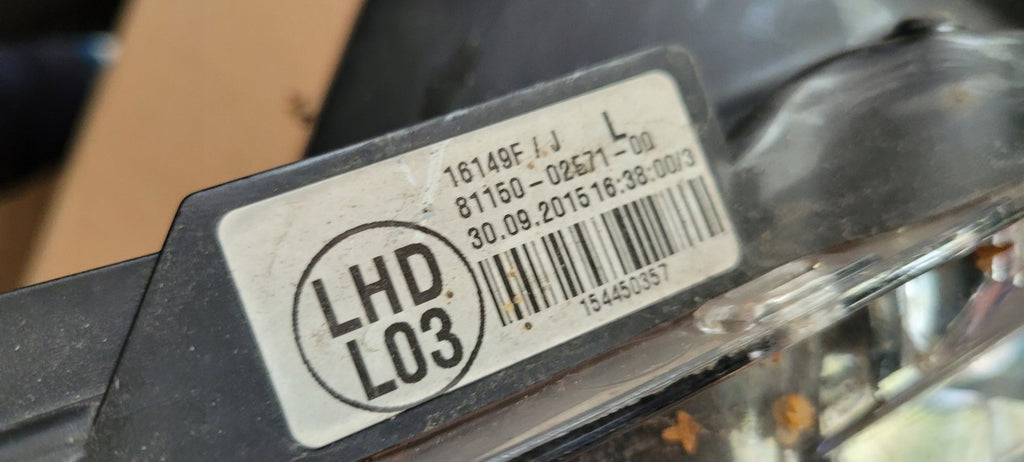 16149F / J L
81150-02E71-00
30.09.2015 16:38:00/3
154450357
LHD
L03